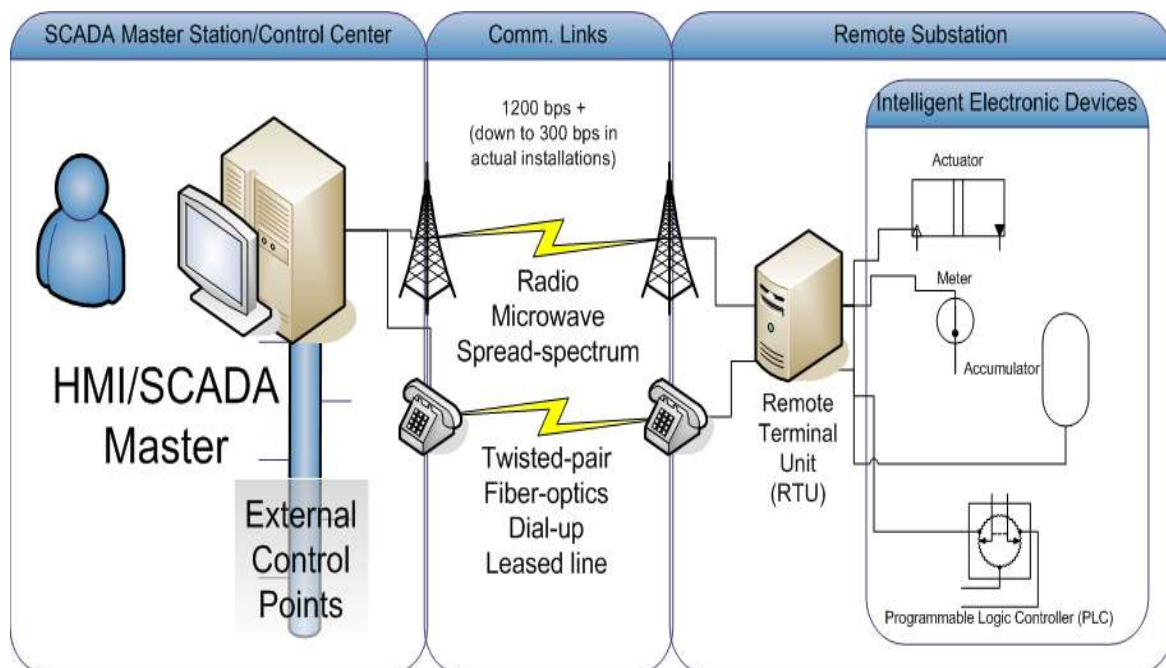 SCADA Master Station/Control Center
HMI/SCADA
Master
External
Control
Points
Comm. Links
1200 bps +
(down to 300 bps in
actual installations)
Radio
Microwave
Spread-spectrum
Twisted-pair
Fiber-optics
Dial-up
Leased line
Remote Substation
Remote
Terminal
Unit
(RTU)
Intelligent Electronic Devices
Actuator
Meter
Accumulator
Programmable Logic Controller (PLC)